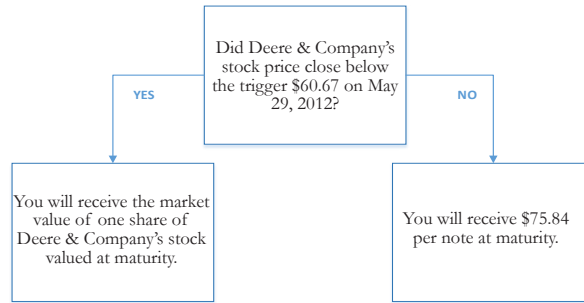 Did Deere & Company's
stock price close below
the trigger $60.67 on May
29, 2012?
YES
NO
You will receive the market
value of one share of
Deere & Company's stock
valued at maturity.
You will receive $75.84
per note at maturity.